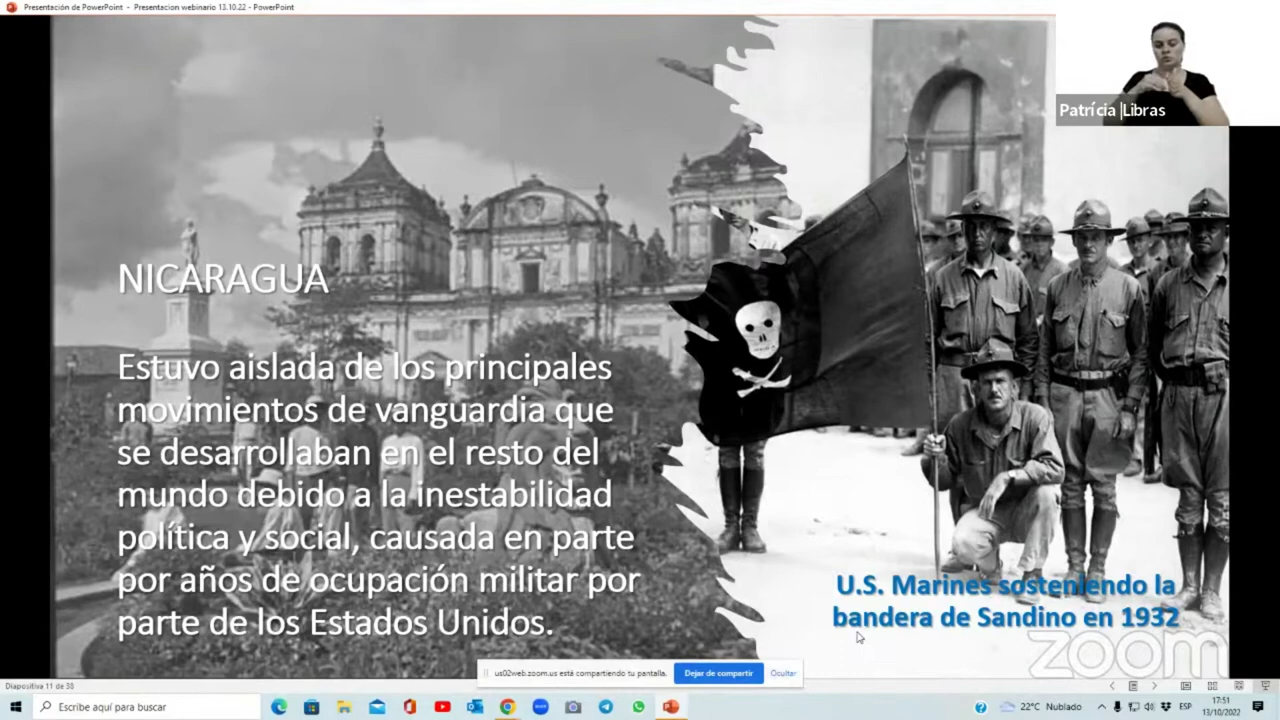 Presentación de PowerPoint - Presentacion webinario 13.10.22 - PowerPoint
Patrícia |Libras
NICARAGUA
Estuvo aislada de los principales
movimientos de vanguardia que
se desarrollaban en el resto del
mundo debido a la inestabilidad
política y social, causada en parte
por años de ocupación militar por
parte de los Estados Unidos.
U.S. Marines sosteniendo la
bandera de Sandino en 1932
zoom
us02web.zoom.us está compartiendo tu pantalla.
Dejar de compartir
Ocultar
Diapositiva 11 de 38
Escribe aquí para buscar
22°C Nublado
ESP
17:51
13/10/2022